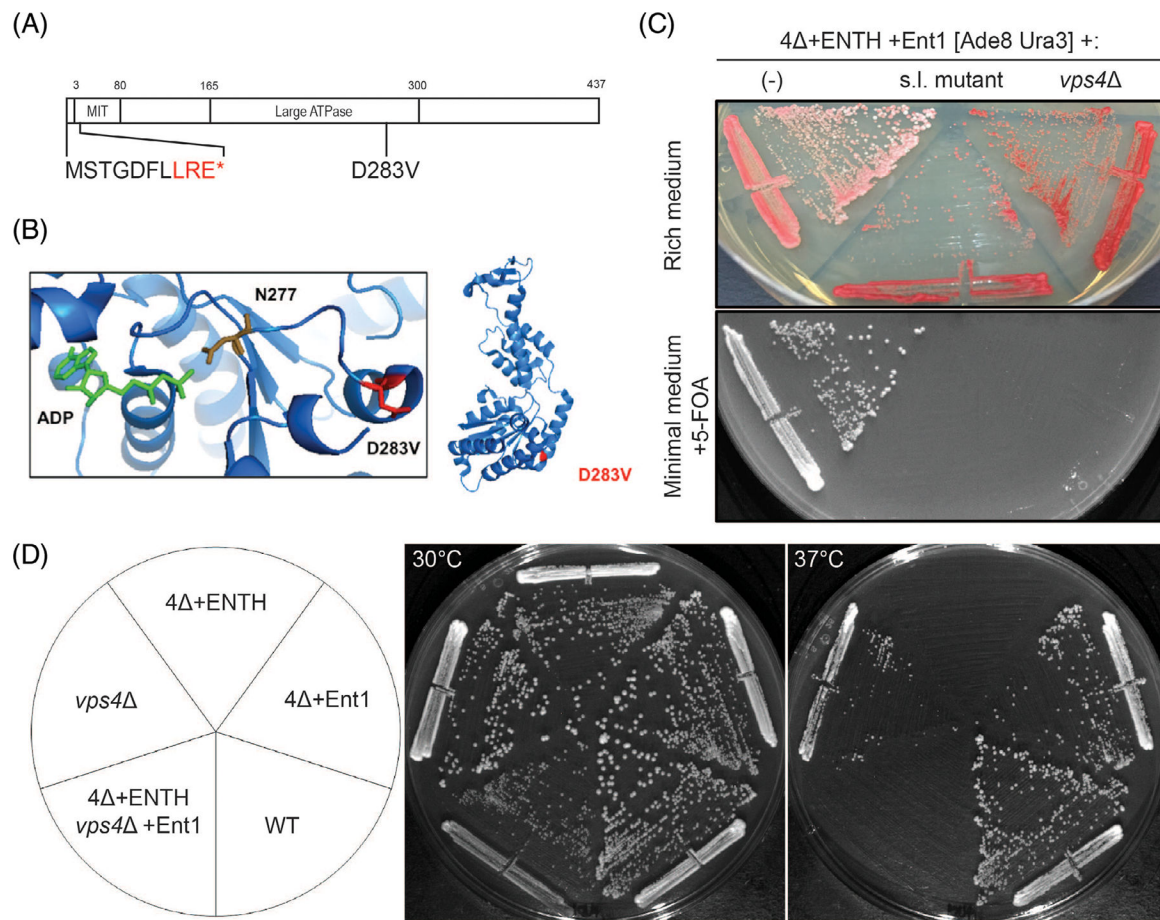 (A)
3 80 165 300 437
MIT Large ATPase
MSTGDFLLRE* D283V
(B)
N277
ADP
D283V
D283V
(C)
4Δ+ENTH +Ent1 [Ade8 Ura3] +:
(-) s.l. mutant vps4Δ
Rich medium
Minimal medium
+5-FOA
(D)
4Δ+ENTH
vps4Δ
4Δ+Ent1
4Δ+ENTH
vps4Δ +Ent1
WT
30°C
37°C